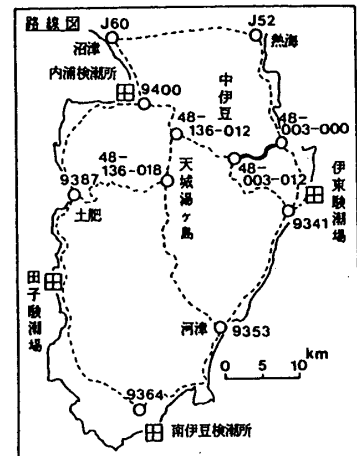 路線図
J60
J52
沼津
熱海
内浦検潮所
中伊豆
9400
48-
136-012
48-
003-000
48-
136-018
48-
003-012
天城湯ヶ島
伊東験潮場
9387
土肥
9341
田子験潮場
河津
9353
0 5 10
km
9364
南伊豆検潮所